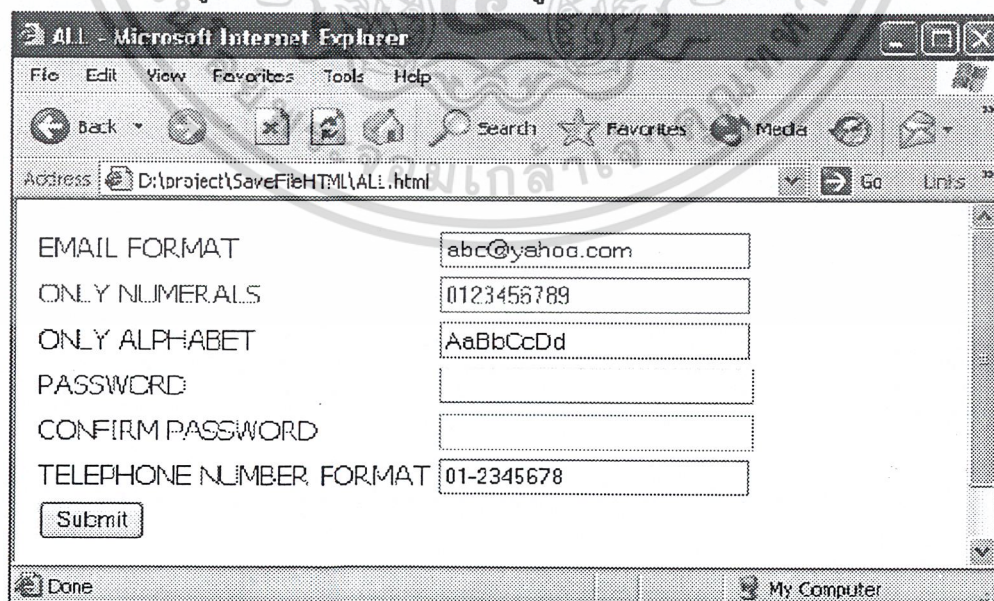 ALL - Microsoft Internet Explorer
File Edit View Favorites Tools Help
Back Search Favorites Media
Address D:\project\SaveFileHTML\ALL.html Go Links
EMAIL FORMAT abc@yahoo.com
ONLY NUMERALS 0123456789
ONLY ALPHABET AaBbCcDd
PASSWORD
CONFIRM PASSWORD
TELEPHONE NUMBER FORMAT 01-2345678
Submit
Done My Computer